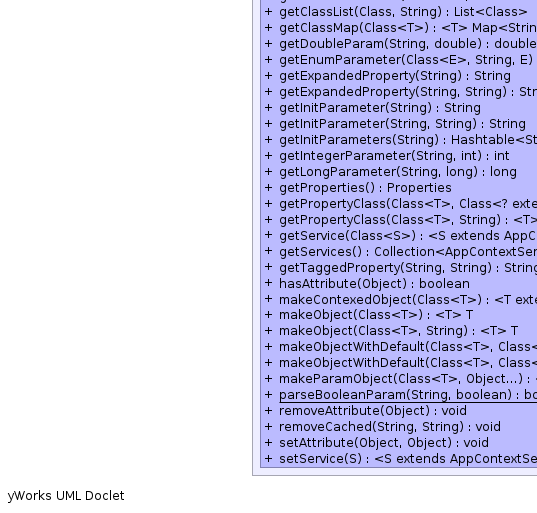 + getClassList(Class, String) : List<Class>
+ getClassMap(Class<T>) : <T> Map<Strin
+ getDoubleParam(String, double) : double
+ getEnumParameter(Class<E>, String, E)
+ getExpandedProperty(String) : String
+ getExpandedProperty(String, String) : Str
+ getInitParameter(String) : String
+ getInitParameter(String, String) : String
+ getInitParameters(String) : Hashtable<St
+ getIntegerParameter(String, int) : int
+ getLongParameter(String, long) : long
+ getProperties() : Properties
+ getPropertyClass(Class<T>, Class<? exte
+ getPropertyClass(Class<T>, String) : <T>
+ getService(Class<S>) : <S extends AppC
+ getServices() : Collection<AppContextSer
+ getTaggedProperty(String, String) : String
+ hasAttribute(Object) : boolean
+ makeContexedObject(Class<T>) : <T exte
+ makeObject(Class<T>) : <T> T
+ makeObject(Class<T>, String) : <T> T
+ makeObjectWithDefault(Class<T>, Class<
+ makeObjectWithDefault(Class<T>, Class<
+ makeParamObject(Class<T>, Object...) : <
+ parseBooleanParam(String, boolean) : bo
+ removeAttribute(Object) : void
+ removeCached(String, String) : void
+ setAttribute(Object, Object) : void
+ setService(S) : <S extends AppContextSe
yWorks UML Doclet